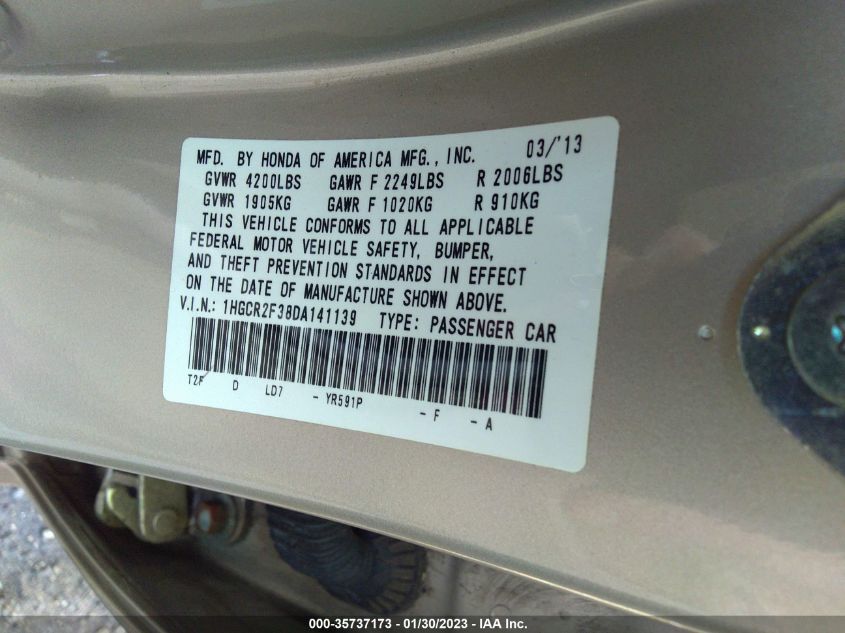 MFD. BY HONDA OF AMERICA MFG., INC. 03/'13
GVWR 4200LBS GAWR F 2249LBS R 2006LBS
GVWR 1905KG GAWR F 1020KG R 910KG
THIS VEHICLE CONFORMS TO ALL APPLICABLE
FEDERAL MOTOR VEHICLE SAFETY, BUMPER,
AND THEFT PREVENTION STANDARDS IN EFFECT
ON THE DATE OF MANUFACTURE SHOWN ABOVE.
V.I.N.: 1HGCR2F38DA141139 TYPE: PASSENGER CAR
T2F D LD7 - YR591P - F - A
000-35737173 - 01/30/2023 - IAA Inc.